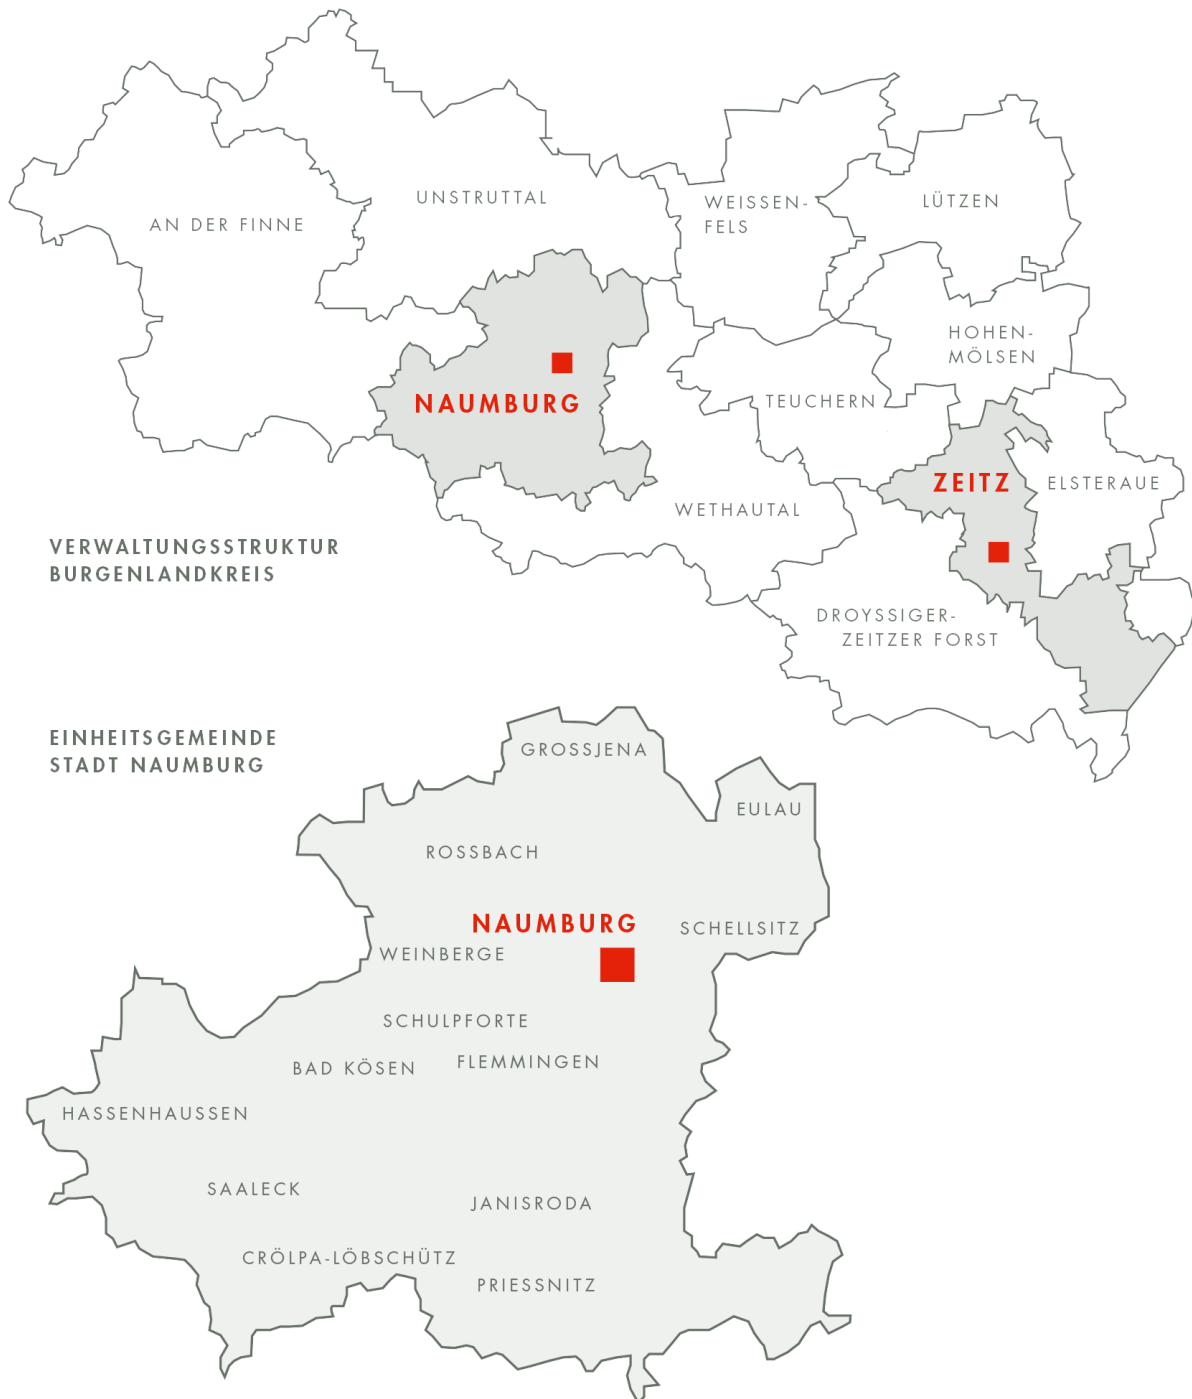 UNSTRUTTAL
WEISSEN-
FELS
LÜTZEN
AN DER FINNE
HOHEN-
MÖLSEN
NAUMBURG
TEUCHERN
ZEITZ
ELSTERAUE
WETHAUTAL
VERWALTUNGSSTRUKTUR
BURGENLANDKREIS
DROYSSIGER-
ZEITZER FORST
EINHEITSGEMEINDE
STADT NAUMBURG
GROSSJENA
EULAU
ROSSBACH
NAUMBURG
SCHELLSITZ
WEINBERGE
SCHULPFORTE
FLEMMINGEN
BAD KÖSEN
HASSENHAUSSEN
SAALECK
JANISRODA
CRÖLPA-LÖBSCHÜTZ
PRIESSNITZ